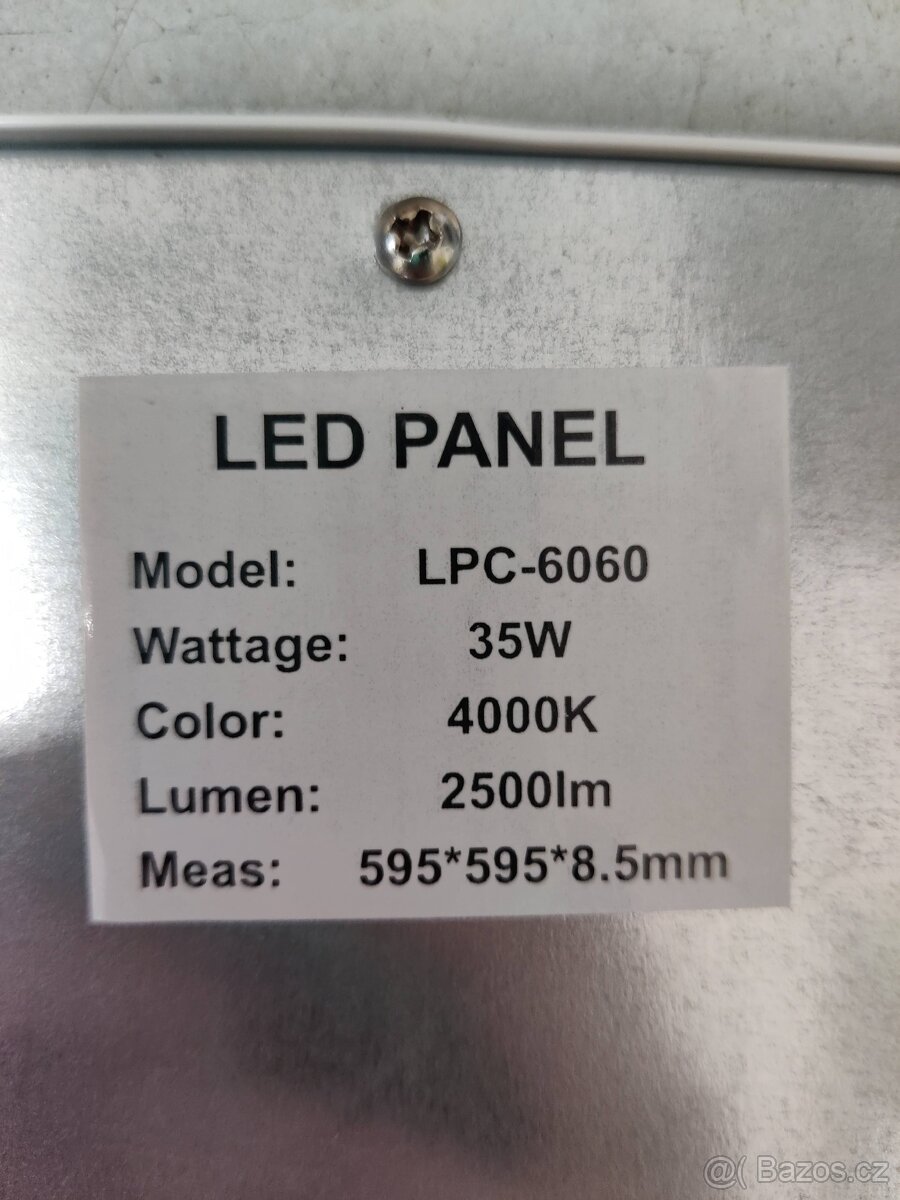 LED PANEL
Model: LPC-6060
Wattage: 35W
Color: 4000K
Lumen: 2500lm
Meas: 595*595*8.5mm
@( Bazos.cz